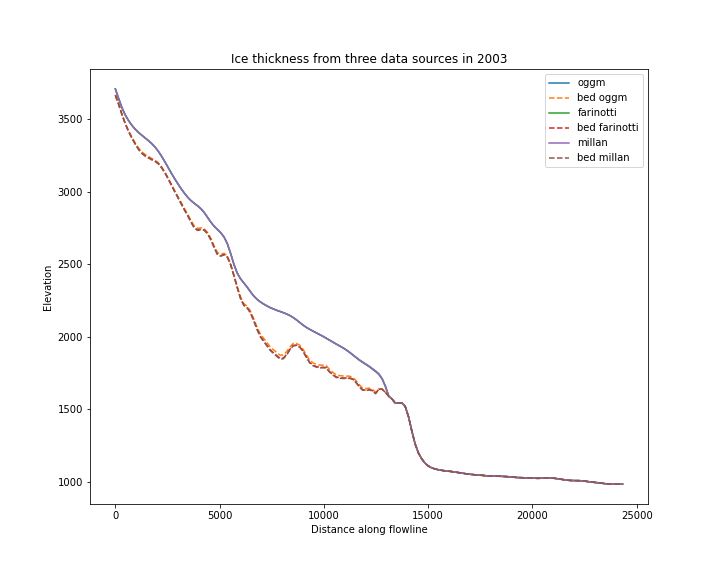 Ice thickness from three data sources in 2003
oggm
bed oggm
farinotti
bed farinotti
millan
bed millan
3500
3000
2500
2000
1500
1000
Elevation
0
5000
10000
15000
20000
25000
Distance along flowline